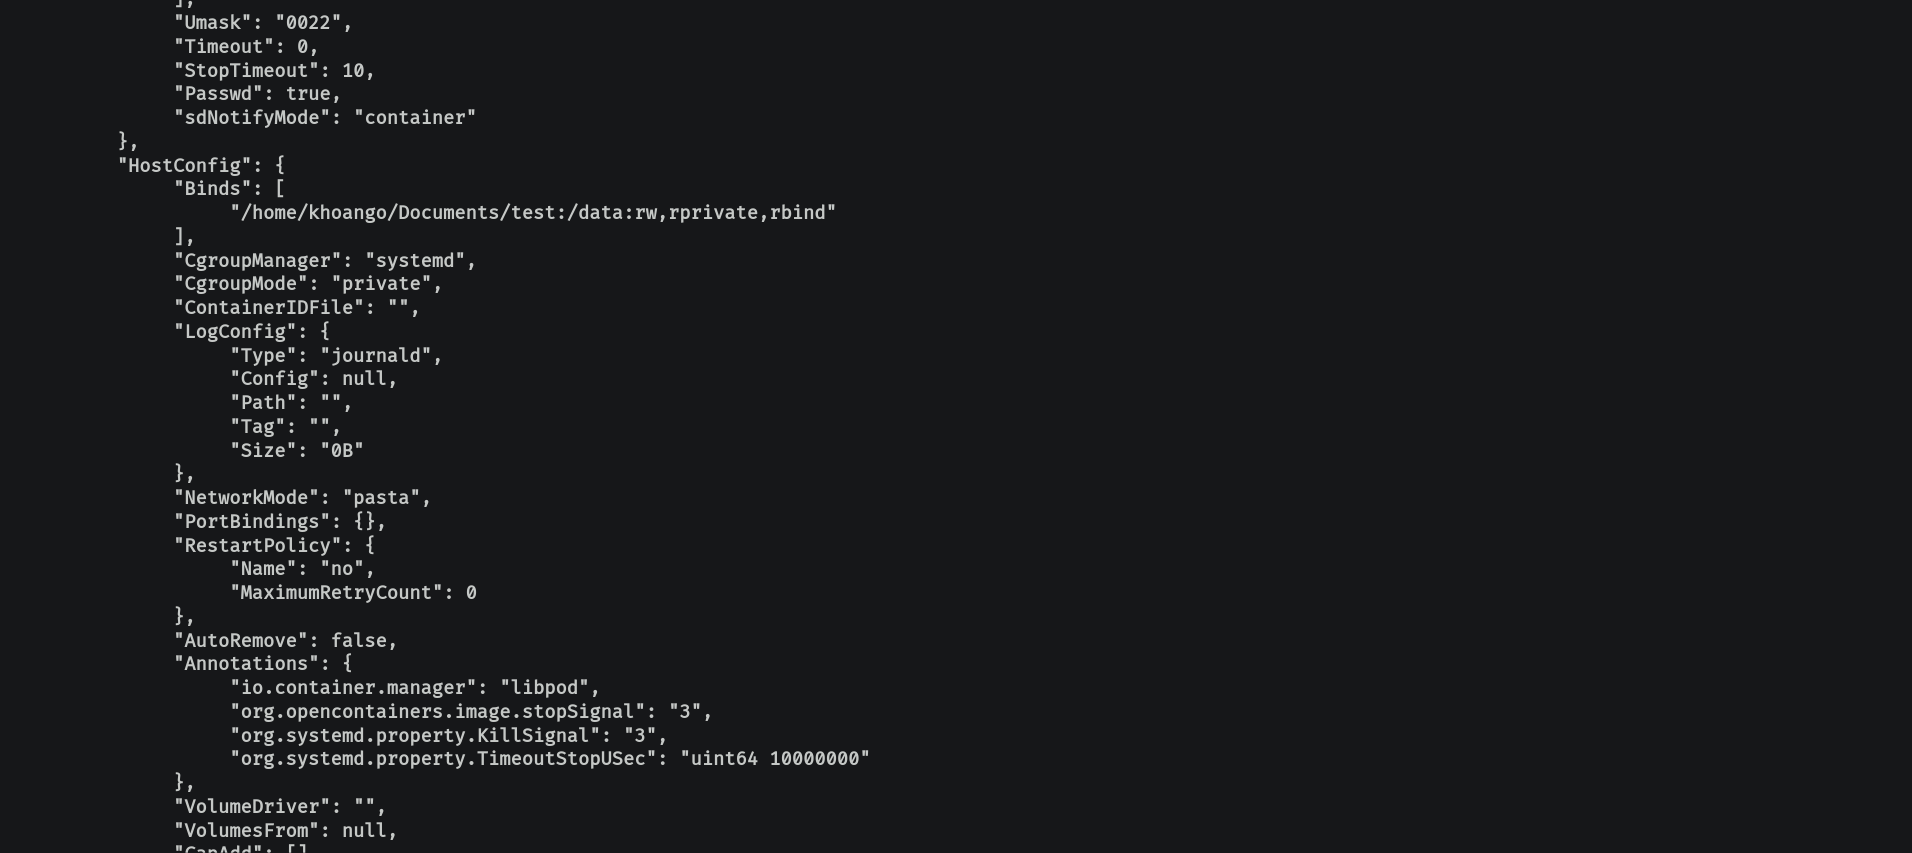 ],
"Umask": "0022",
"Timeout": 0,
"StopTimeout": 10,
"Passwd": true,
"sdNotifyMode": "container"
},
"HostConfig": {
"Binds": [
"/home/khoango/Documents/test:/data:rw,rprivate,rbind"
],
"CgroupManager": "systemd",
"CgroupMode": "private",
"ContainerIDFile": "",
"LogConfig": {
"Type": "journald",
"Config": null,
"Path": "",
"Tag": "",
"Size": "0B"
},
"NetworkMode": "pasta",
"PortBindings": {},
"RestartPolicy": {
"Name": "no",
"MaximumRetryCount": 0
},
"AutoRemove": false,
"Annotations": {
"io.container.manager": "libpod",
"org.opencontainers.image.stopSignal": "3",
"org.systemd.property.KillSignal": "3",
"org.systemd.property.TimeoutStopUSec": "uint64 10000000"
},
"VolumeDriver": "",
"VolumesFrom": null,
"CapAdd": []